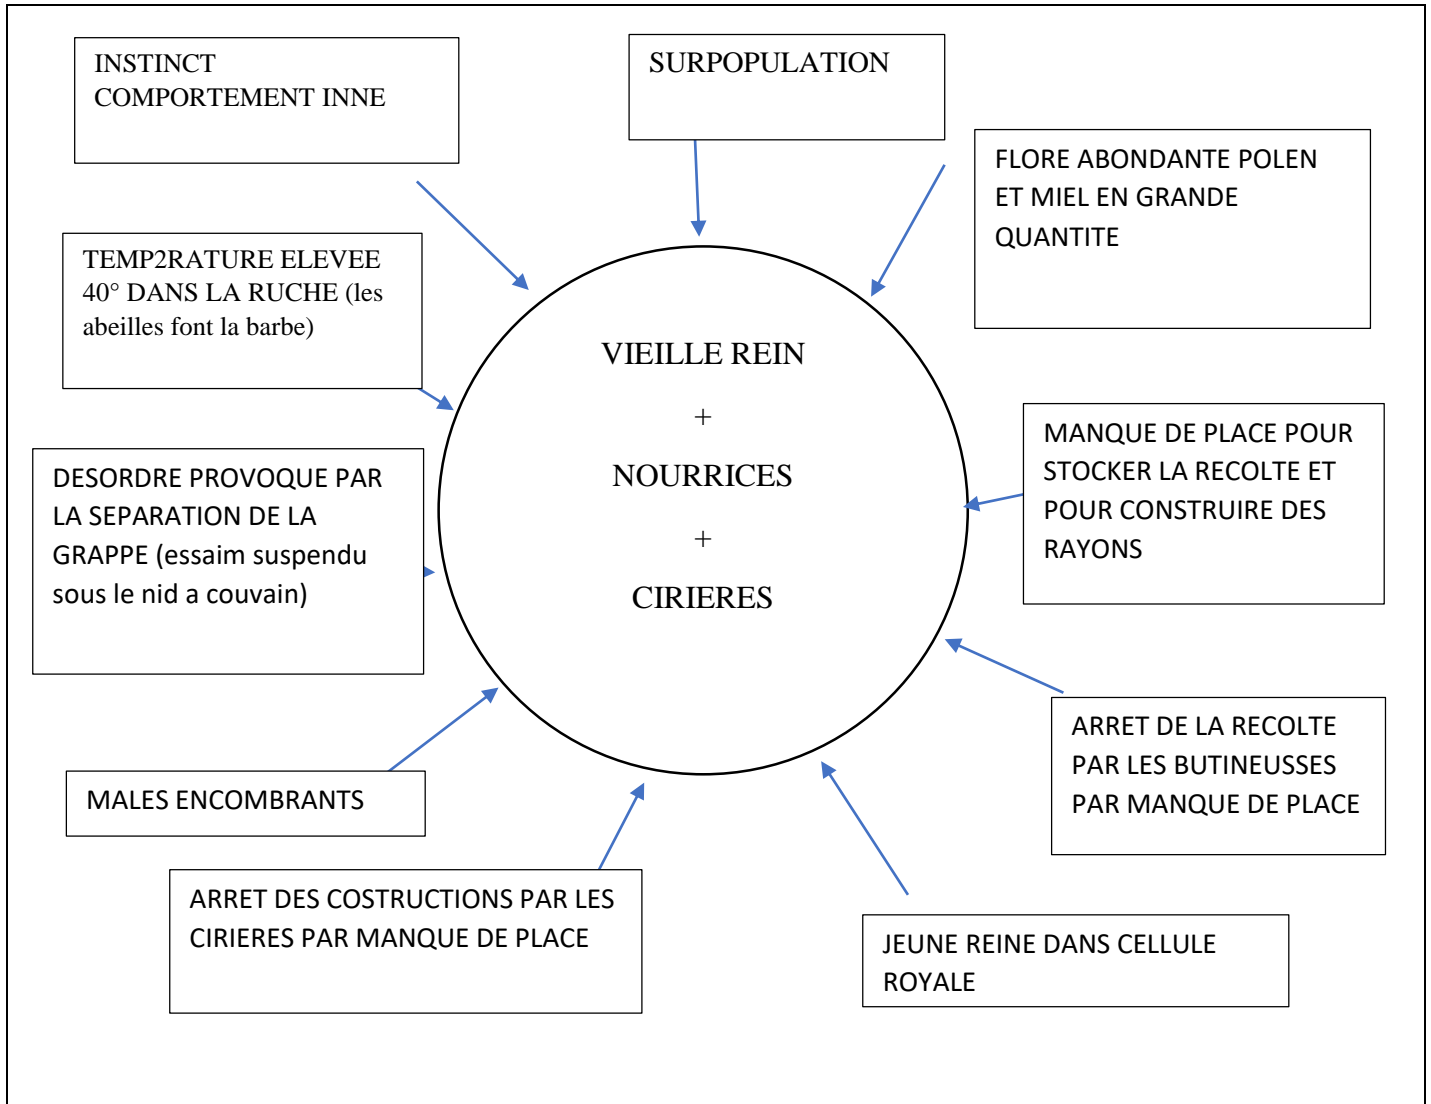 INSTINCT
COMPORTEMENT INNE
SURPOPULATION
FLORE ABONDANTE POLEN
ET MIEL EN GRANDE
QUANTITE
TEMP2RATURE ELEVEE
40° DANS LA RUCHE (les
abeilles font la barbe)
VIEILLE REIN
+
NOURRICES
+
CIRIERES
MANQUE DE PLACE POUR
STOCKER LA RECOLTE ET
POUR CONSTRUIRE DES
RAYONS
DESORDRE PROVOQUE PAR
LA SEPARATION DE LA
GRAPPE (essaim suspendu
sous le nid a couvain)
ARRET DE LA RECOLTE
PAR LES BUTINEUSSES
PAR MANQUE DE PLACE
MALES ENCOMBRANTS
ARRET DES COSTRUCTIONS PAR LES
CIRIERES PAR MANQUE DE PLACE
JEUNE REINE DANS CELLULE
ROYALE